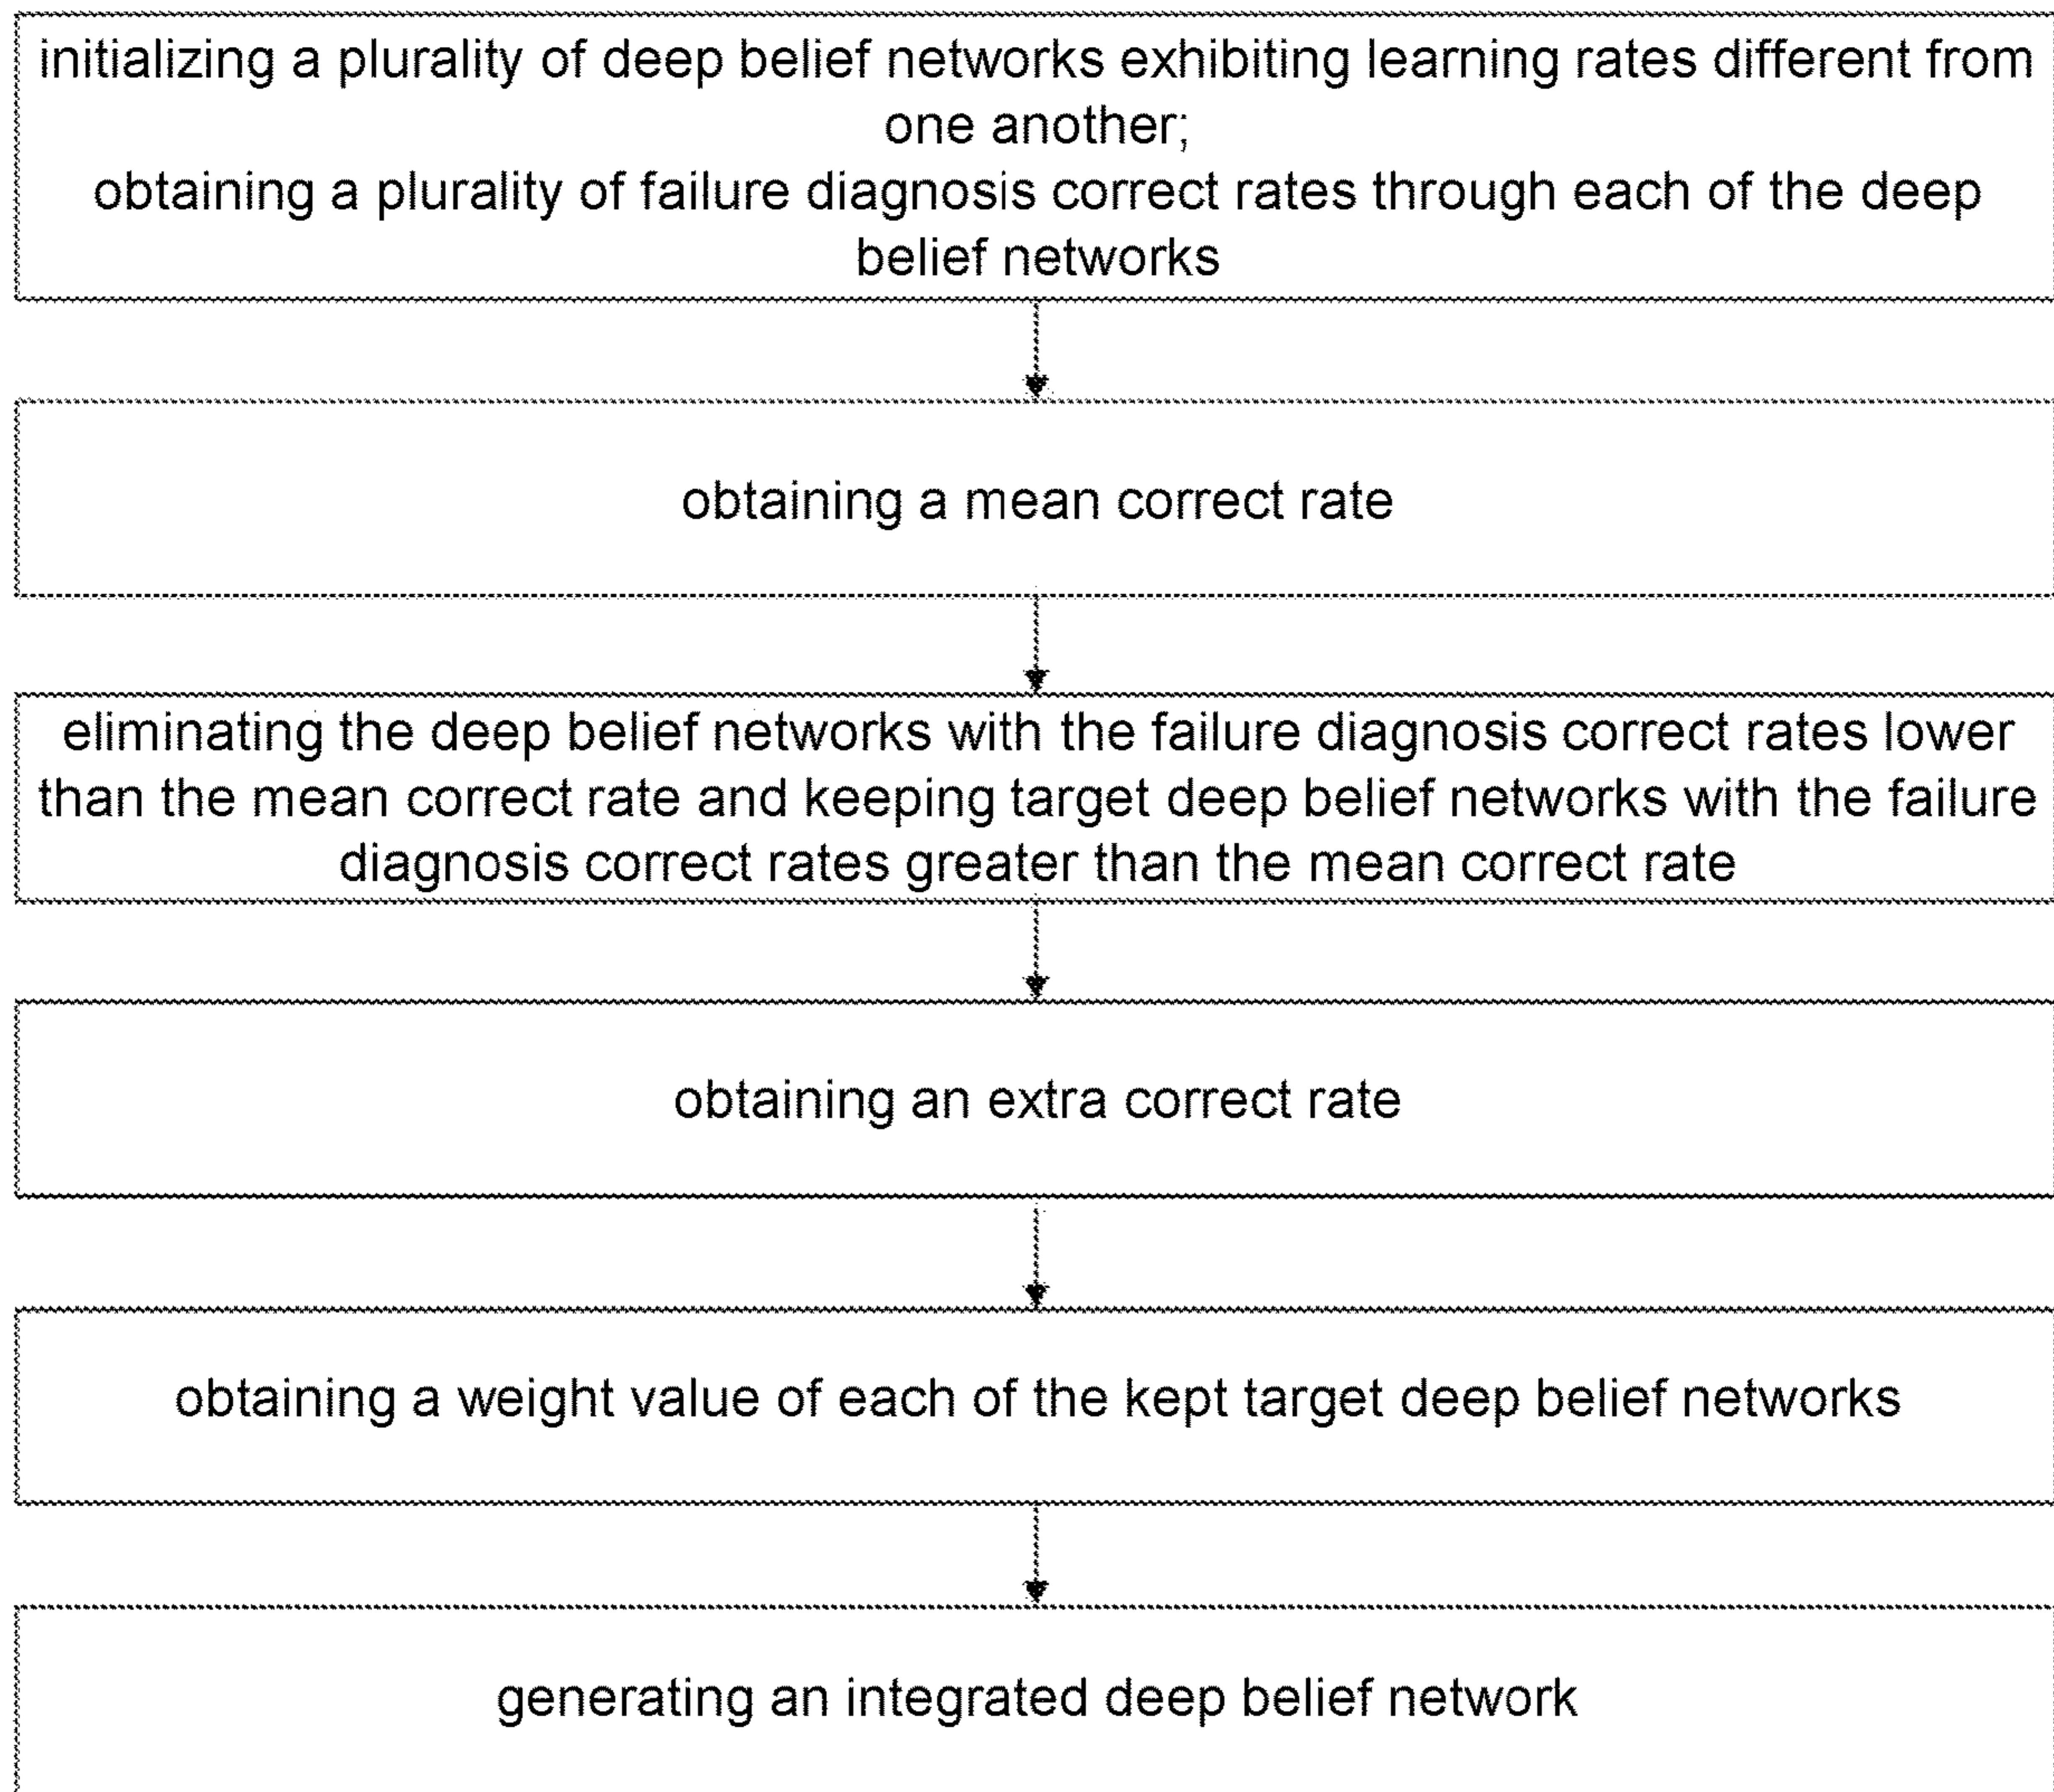 initializing a plurality of deep belief networks exhibiting learning rates different from
one another;
obtaining a plurality of failure diagnosis correct rates through each of the deep
belief networks
obtaining a mean correct rate
eliminating the deep belief networks with the failure diagnosis correct rates lower
than the mean correct rate and keeping target deep belief networks with the failure
diagnosis correct rates greater than the mean correct rate
obtaining an extra correct rate
obtaining a weight value of each of the kept target deep belief networks
generating an integrated deep belief network